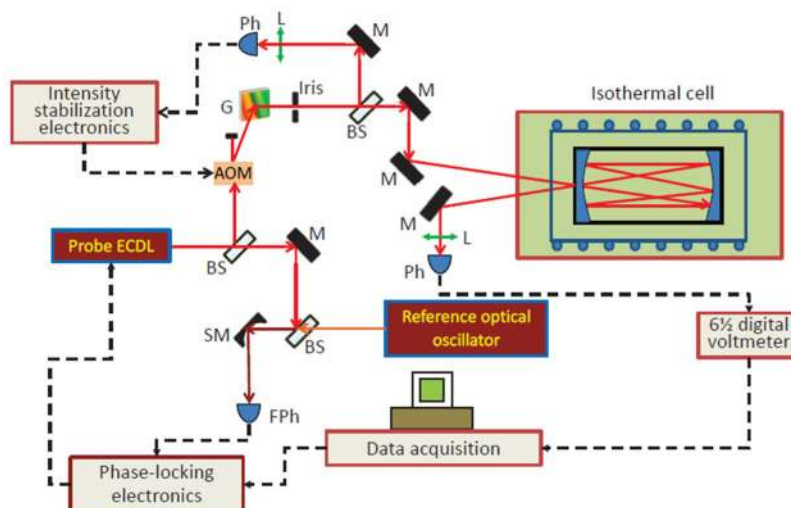 Ph
L
M
Intensity
stabilization
electronics
G
Iris
BS
M
Isothermal cell
AOM
M
M
L
Probe ECDL
BS
M
Ph
SM
BS
Reference optical
oscillator
6½ digital
voltmeter
FPh
Data acquisition
Phase-locking
electronics